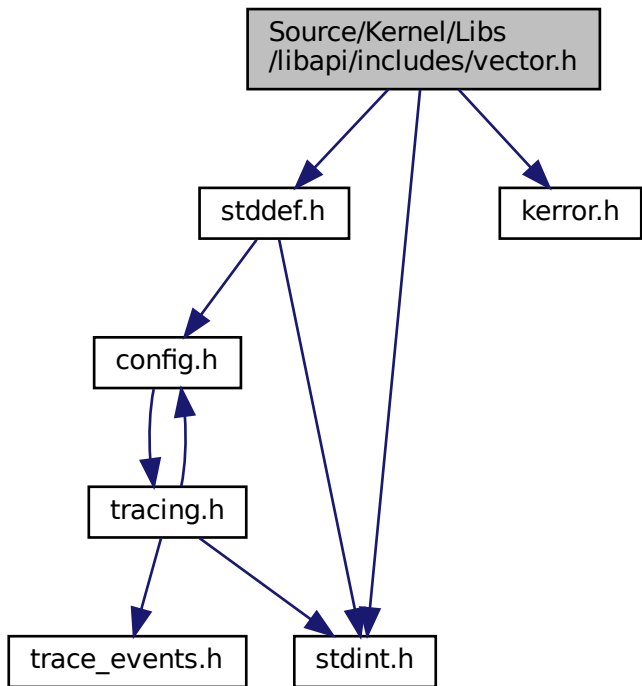 Source/Kernel/Libs
/libapi/includes/vector.h
stddef.h
kerror.h
config.h
tracing.h
trace_events.h
stdint.h